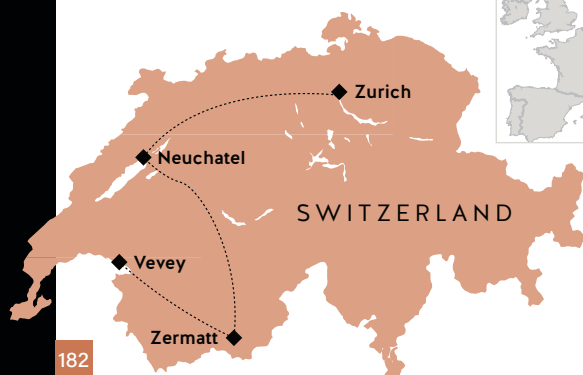 Zurich
Neuchatel
SWITZERLAND
Vevey
Zermatt
182